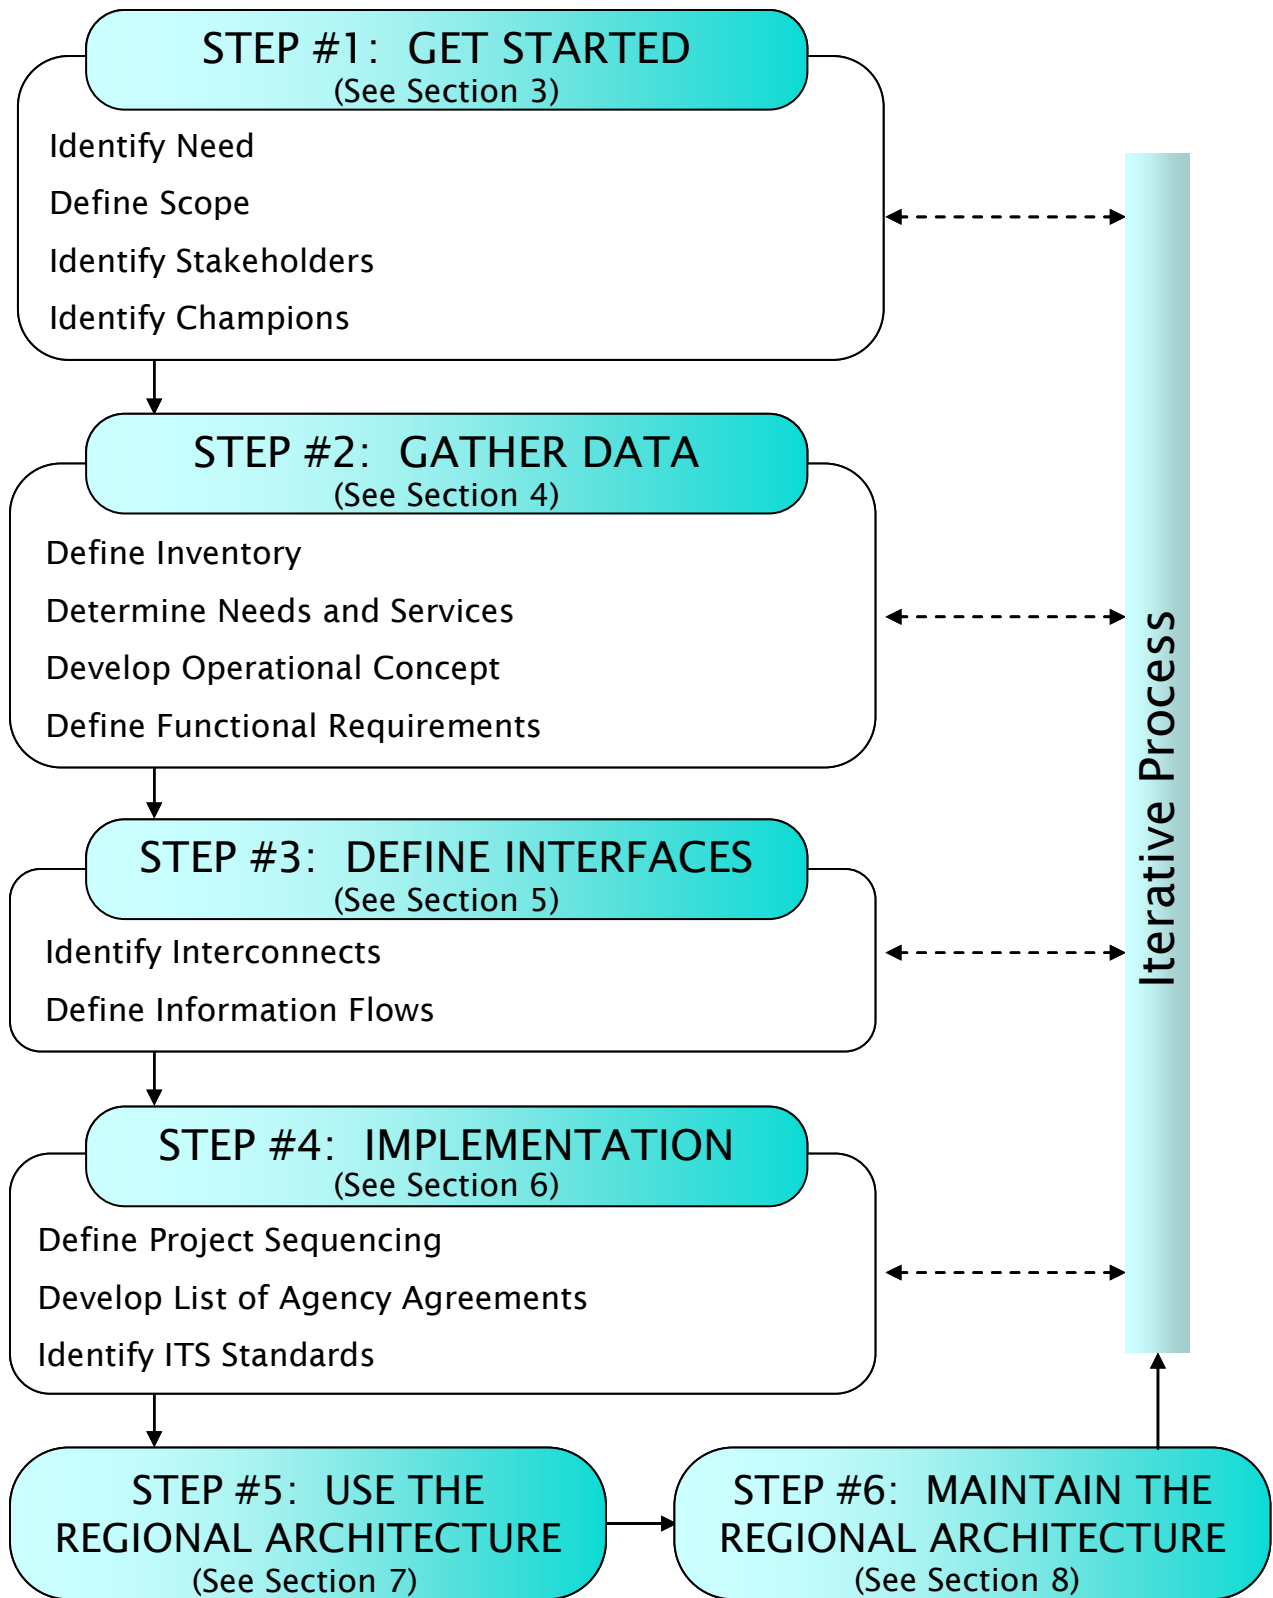 STEP #1: GET STARTED
(See Section 3)
Identify Need
Define Scope
Identify Stakeholders
Identify Champions
STEP #2: GATHER DATA
(See Section 4)
Define Inventory
Determine Needs and Services
Develop Operational Concept
Define Functional Requirements
STEP #3: DEFINE INTERFACES
(See Section 5)
Identify Interconnects
Define Information Flows
STEP #4: IMPLEMENTATION
(See Section 6)
Define Project Sequencing
Develop List of Agency Agreements
Identify ITS Standards
STEP #5: USE THE
REGIONAL ARCHITECTURE
(See Section 7)
STEP #6: MAINTAIN THE
REGIONAL ARCHITECTURE
(See Section 8)
Iterative Process